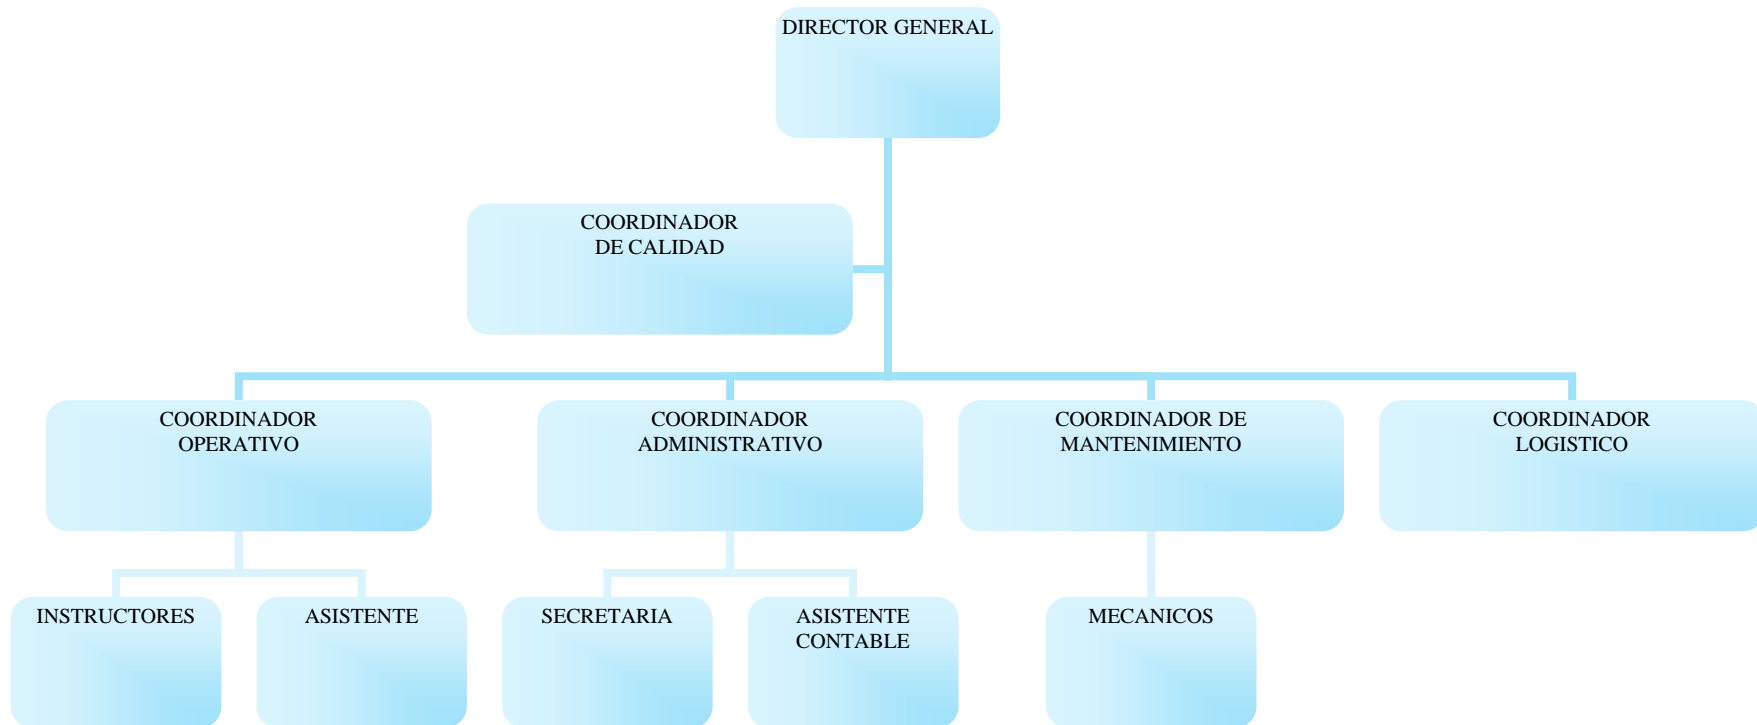 DIRECTOR GENERAL
COORDINADOR
DE CALIDAD
COORDINADOR
OPERATIVO
COORDINADOR
ADMINISTRATIVO
COORDINADOR DE
MANTENIMIENTO
COORDINADOR
LOGISTICO
INSTRUCTORES
ASISTENTE
SECRETARIA
ASISTENTE
CONTABLE
MECANICOS